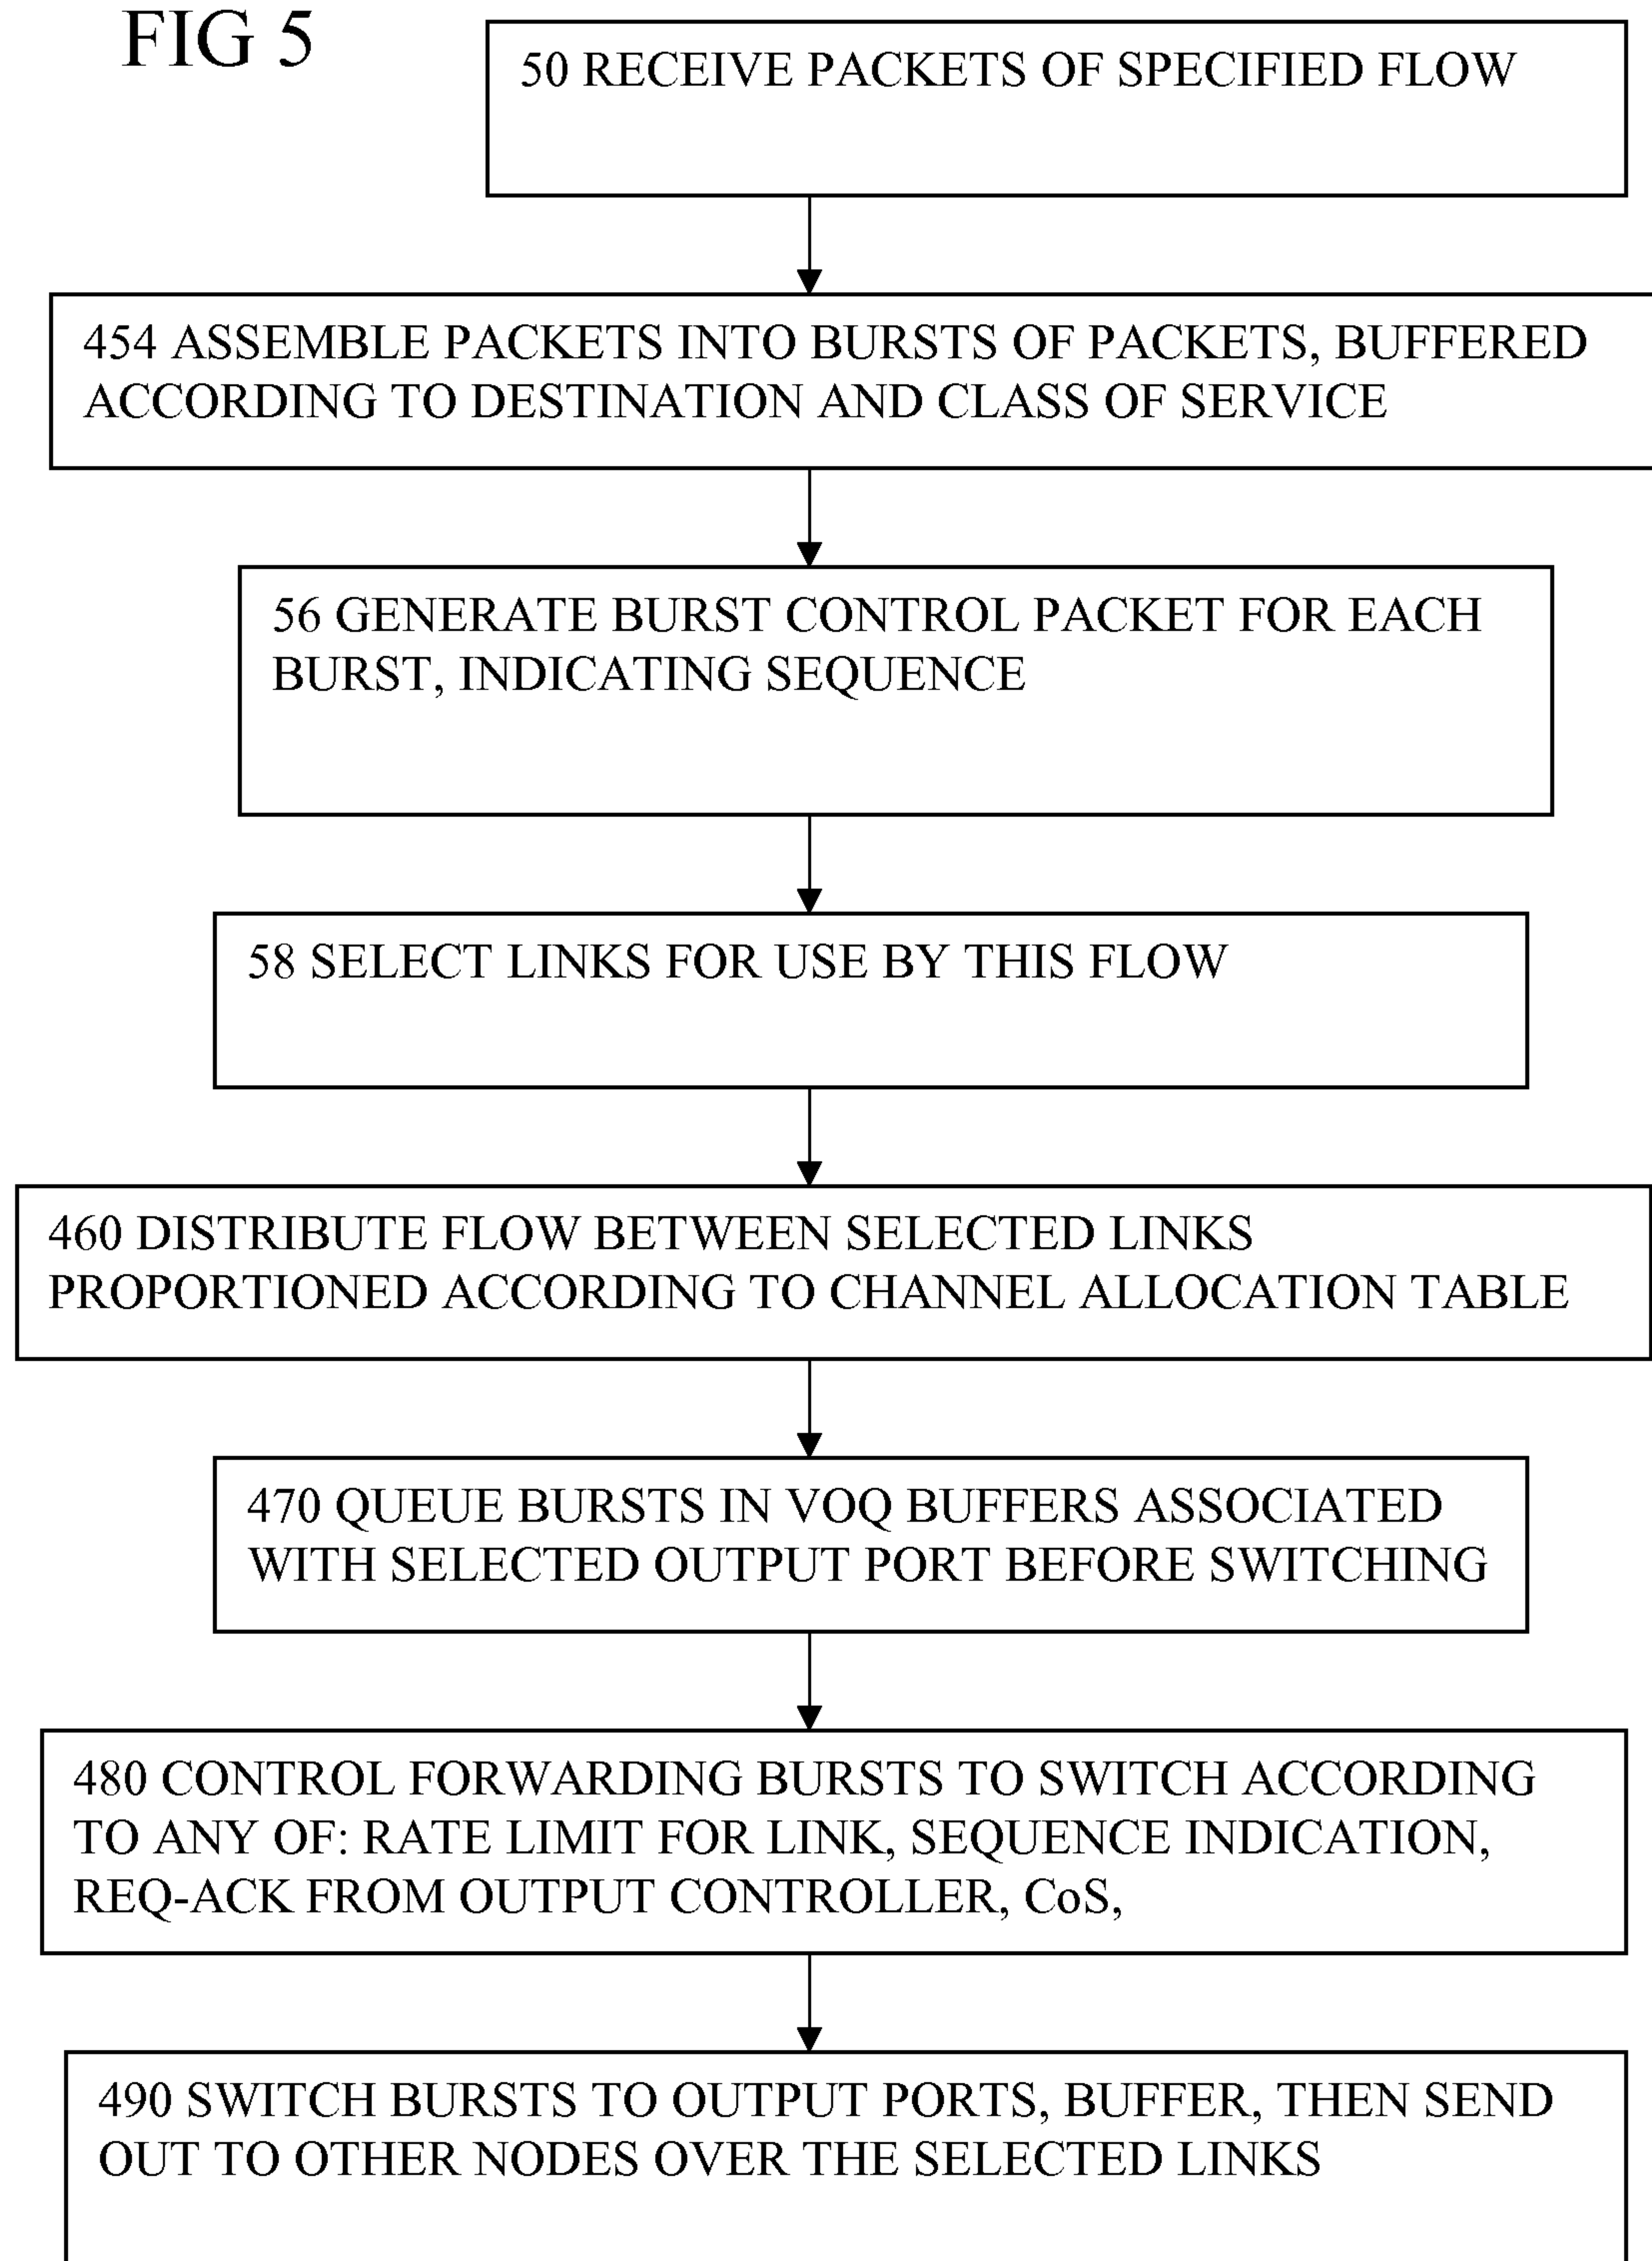 FIG 5
50 RECEIVE PACKETS OF SPECIFIED FLOW
454 ASSEMBLE PACKETS INTO BURSTS OF PACKETS, BUFFERED
ACCORDING TO DESTINATION AND CLASS OF SERVICE
56 GENERATE BURST CONTROL PACKET FOR EACH
BURST, INDICATING SEQUENCE
58 SELECT LINKS FOR USE BY THIS FLOW
460 DISTRIBUTE FLOW BETWEEN SELECTED LINKS
PROPORTIONED ACCORDING TO CHANNEL ALLOCATION TABLE
470 QUEUE BURSTS IN VOQ BUFFERS ASSOCIATED
WITH SELECTED OUTPUT PORT BEFORE SWITCHING
480 CONTROL FORWARDING BURSTS TO SWITCH ACCORDING
TO ANY OF: RATE LIMIT FOR LINK, SEQUENCE INDICATION,
REQ-ACK FROM OUTPUT CONTROLLER, CoS,
490 SWITCH BURSTS TO OUTPUT PORTS, BUFFER, THEN SEND
OUT TO OTHER NODES OVER THE SELECTED LINKS